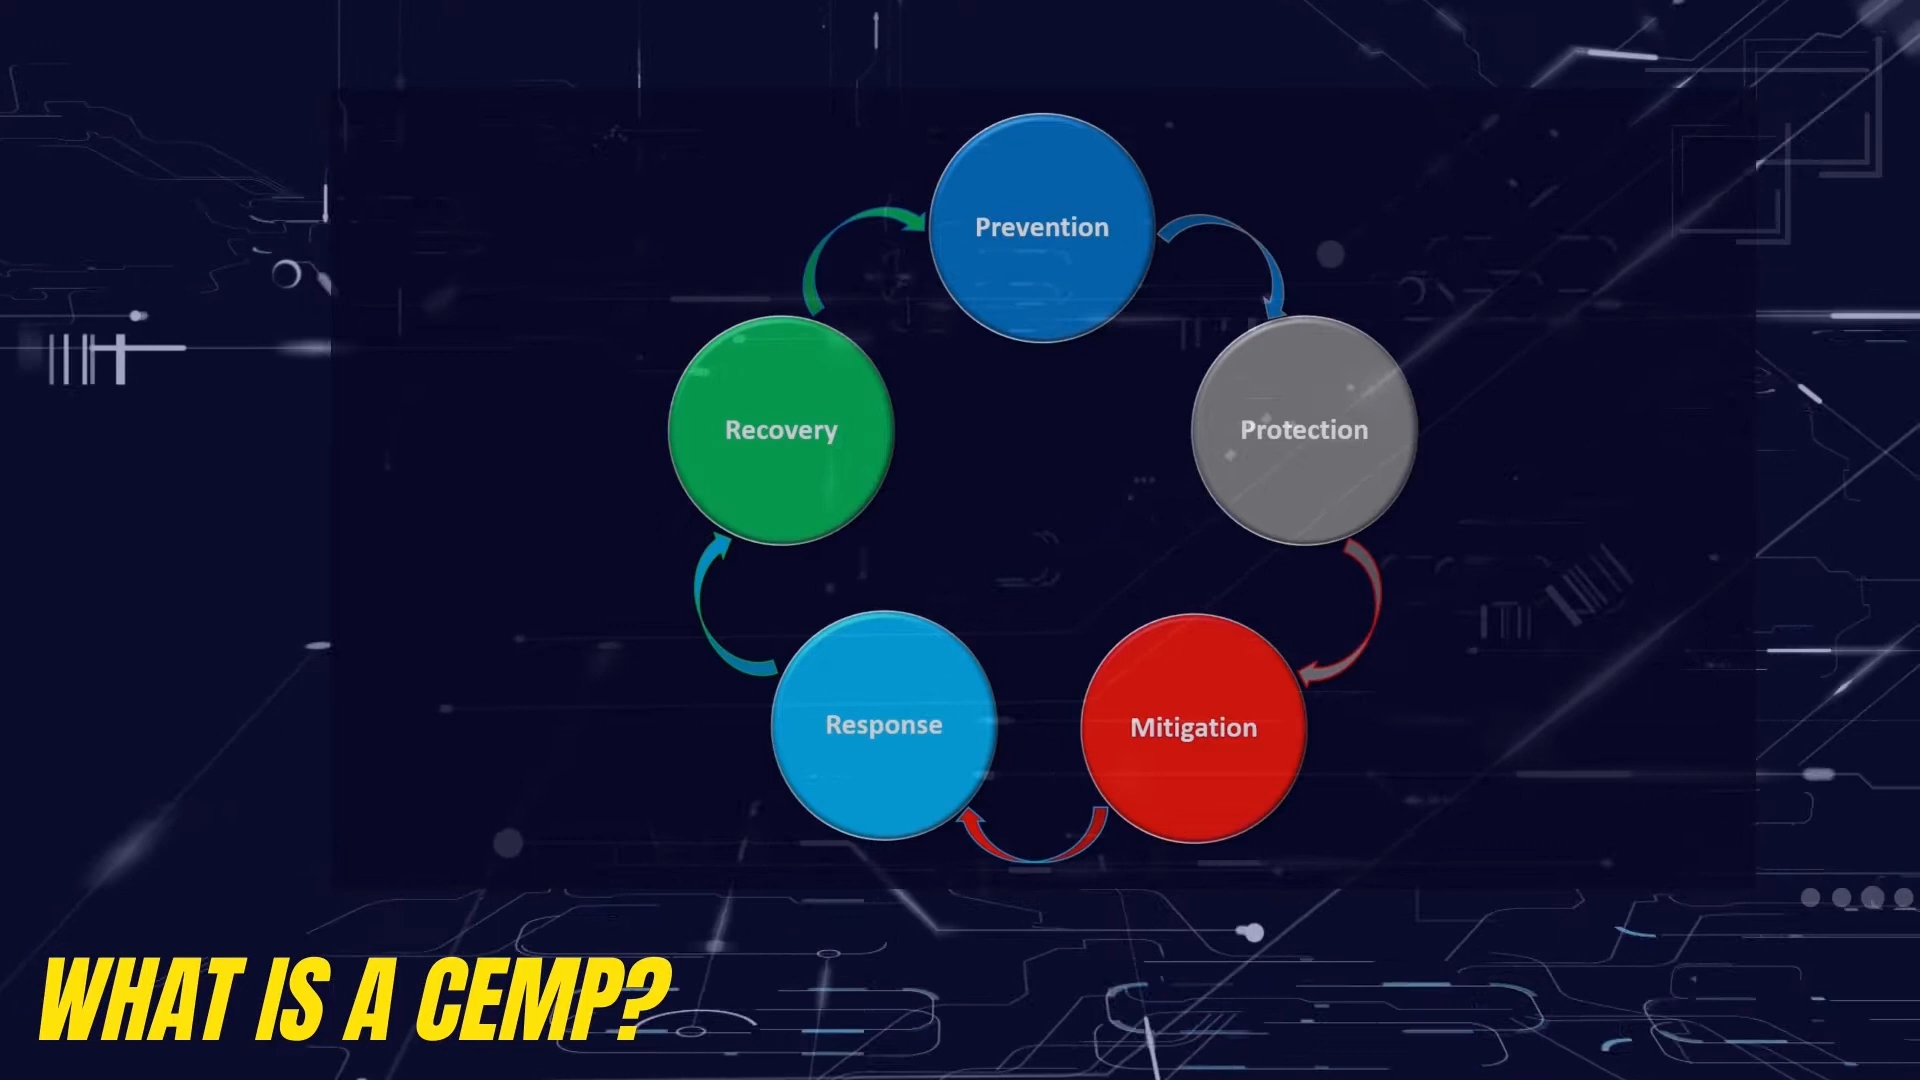 Prevention
Recovery
Protection
Response
Mitigation
WHAT IS A CEMP?